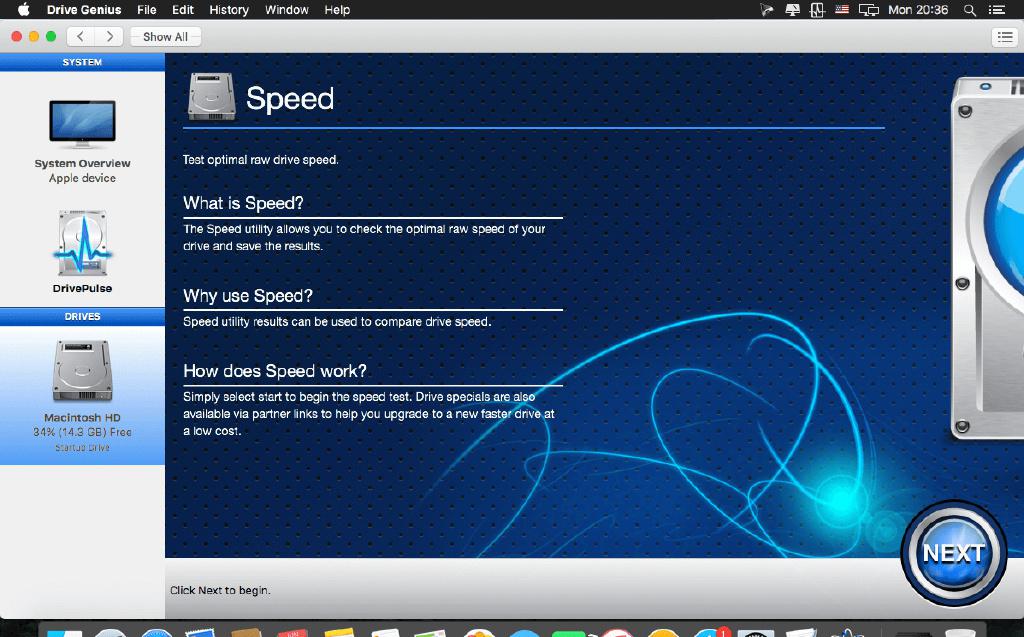 Drive Genius File Edit History Window Help Mon 20:36
Show All
SYSTEM
System Overview
Apple device
DrivePulse
DRIVES
Macintosh HD
34% (14.3 GB) Free
Startup Drive
Speed
Test optimal raw drive speed.
What is Speed?
The Speed utility allows you to check the optimal raw speed of your
drive and save the results.
Why use Speed?
Speed utility results can be used to compare drive speed.
How does Speed work?
Simply select start to begin the speed test. Drive specials are also
available via partner links to help you upgrade to a new faster drive at
a low cost.
NEXT
Click Next to begin.
1